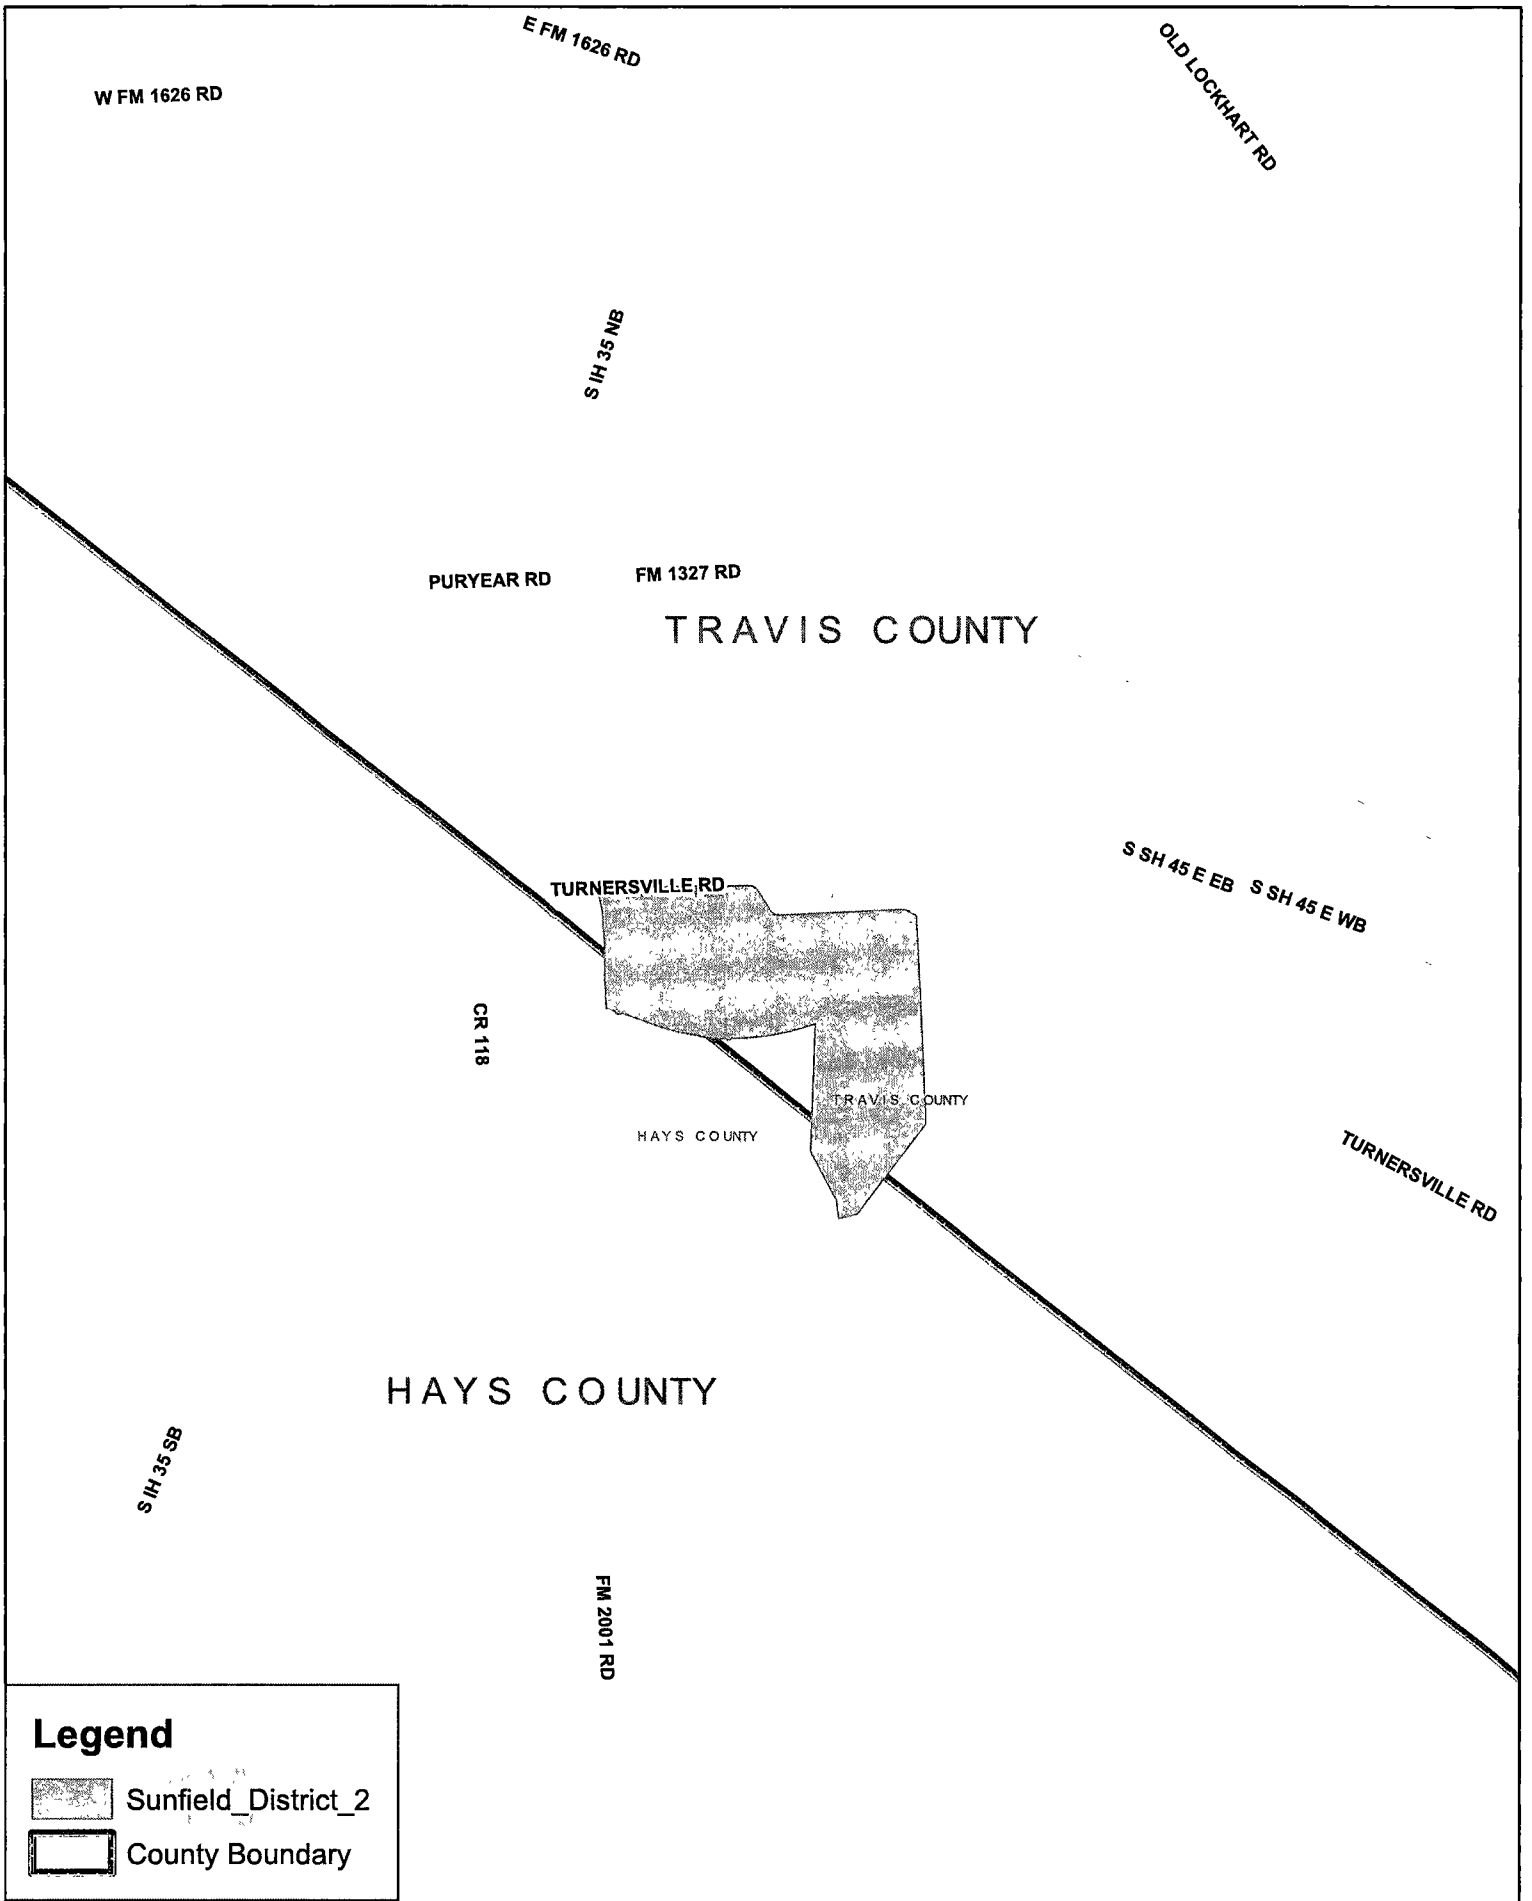 E FM 1626 RD
OLD LOCKHART RD
W FM 1626 RD
S IH 35 NB
PURYEAR RD
FM 1327 RD
TRAVIS COUNTY
S SH 45 E EB
S SH 45 E WB
TURNERSVILLE RD
CR 118
TRAVIS COUNTY
HAYS COUNTY
TURNERSVILLE RD
HAYS COUNTY
S IH 35 SB
FM 2001 RD
Legend
Sunfield_District_2
County Boundary